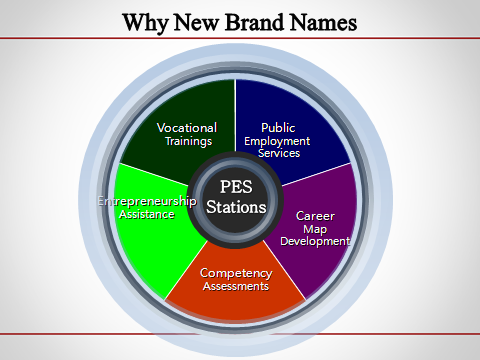 Why New Brand Names
Vocational
Trainings
Public
Employment
Services
Entrepreneurship
Assistance
PES
Stations
Career
Map
Development
Competency
Assessments